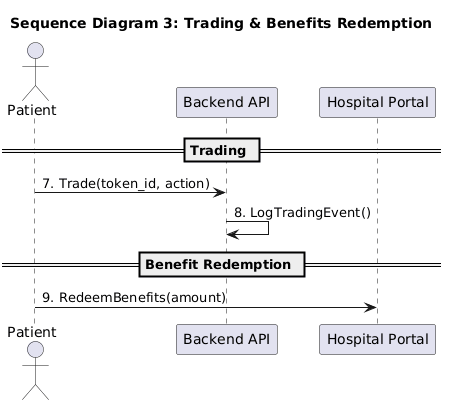 Sequence Diagram 3: Trading & Benefits Redemption
Patient
Backend API
Hospital Portal
Trading
7. Trade(token_id, action)
8. LogTradingEvent()
Benefit Redemption
9. RedeemBenefits(amount)
Patient
Backend API
Hospital Portal